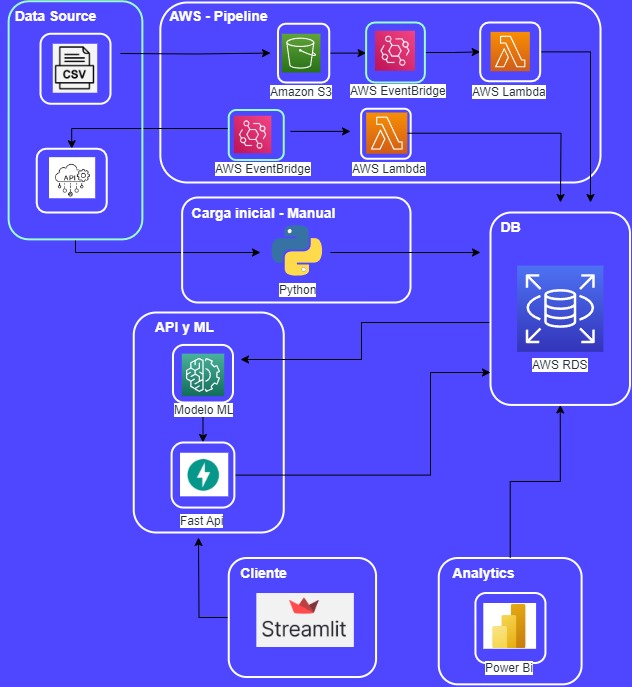 Data Source
AWS - Pipeline
CSV
Amazon S3
AWS EventBridge
AWS Lambda
API
AWS EventBridge
AWS Lambda
Carga inicial - Manual
Python
DB
AWS RDS
API y ML
Modelo ML
Fast Api
Cliente
Streamlit
Analytics
Power Bi